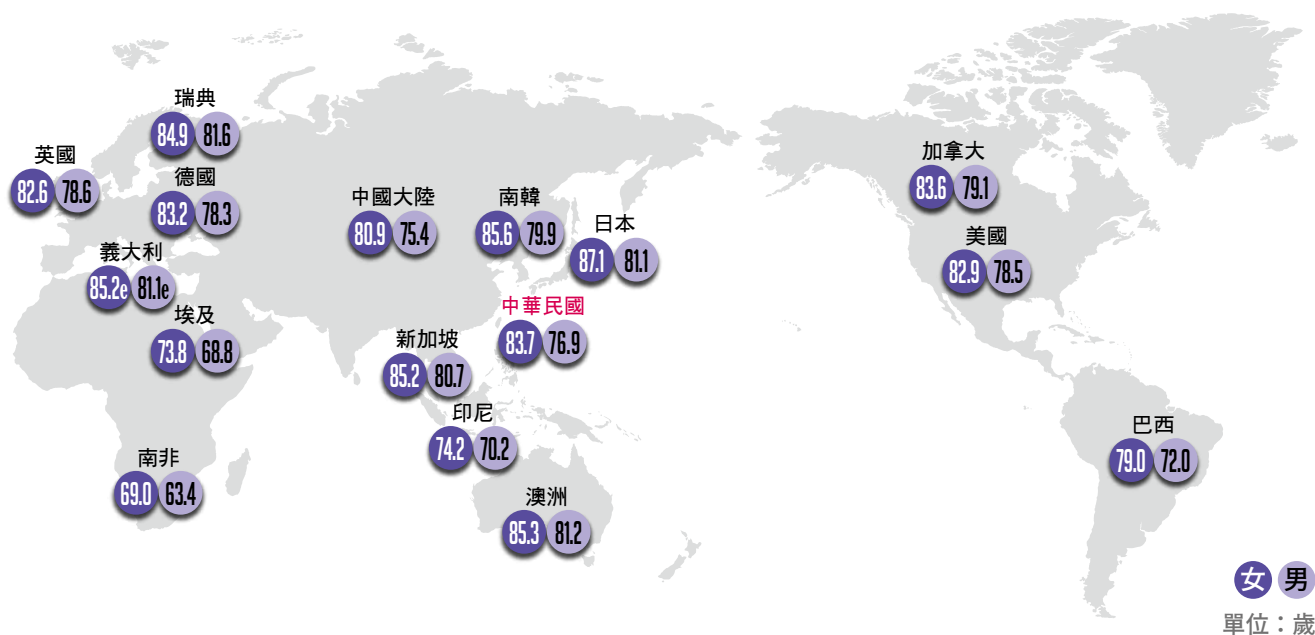 瑞典
84.9 81.6
英國
82.6 78.6
德國
83.2 78.3
義大利
85.2e 81.1e
埃及
73.8 68.8
南非
69.0 63.4
中國大陸
80.9 75.4
南韓
85.6 79.9
日本
87.1 81.1
中華民國
83.7 76.9
新加坡
85.2 80.7
印尼
74.2 70.2
澳洲
85.3 81.2
加拿大
83.6 79.1
美國
82.9 78.5
巴西
79.0 72.0
女 男
單位：歲